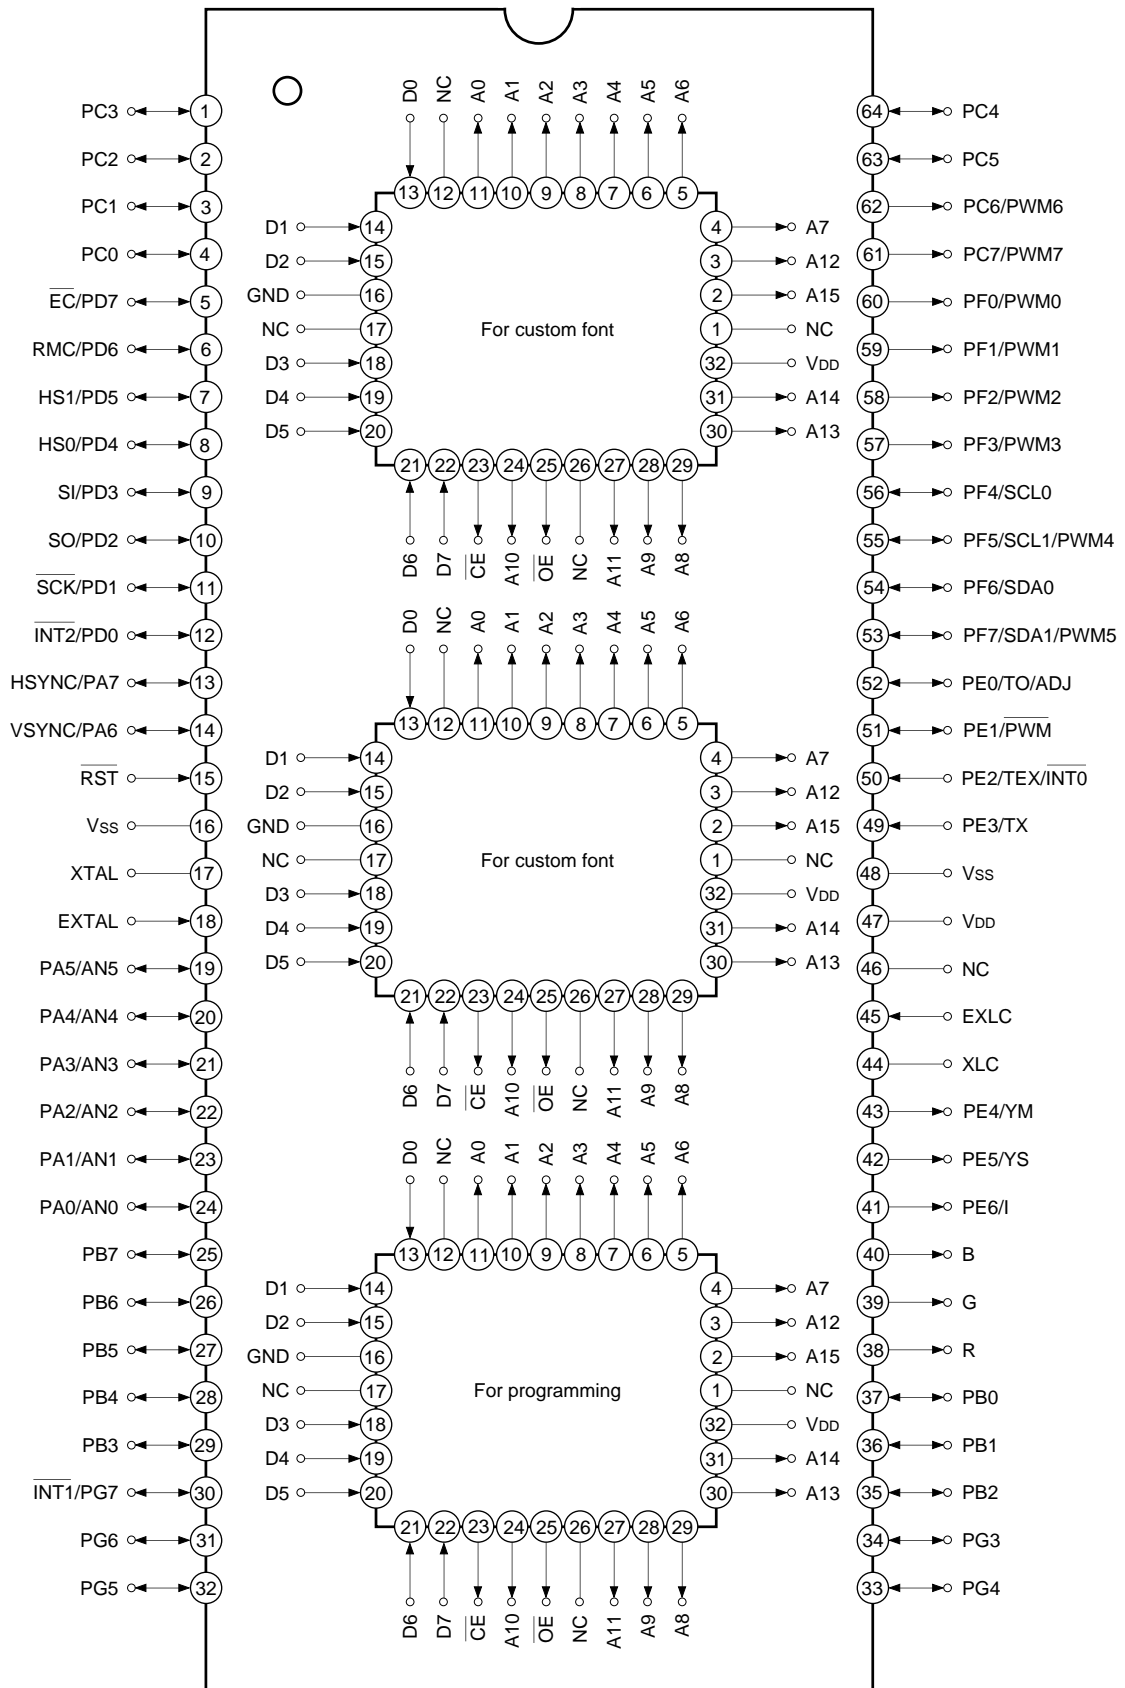 PC3 1
PC2 2
PC1 3
PC0 4
E̅C̅/PD7 5
RMC/PD6 6
HS1/PD5 7
HS0/PD4 8
SI/PD3 9
SO/PD2 10
S̅C̅K̅/PD1 11
I̅N̅T̅2̅/PD0 12
HSYNC/PA7 13
VSYNC/PA6 14
R̅S̅T̅ 15
Vss 16
XTAL 17
EXTAL 18
PA5/AN5 19
PA4/AN4 20
PA3/AN3 21
PA2/AN2 22
PA1/AN1 23
PA0/AN0 24
PB7 25
PB6 26
PB5 27
PB4 28
PB3 29
I̅N̅T̅1̅/PG7 30
PG6 31
PG5 32
D0 NC A0 A1 A2 A3 A4 A5 A6
13 12 11 10 9 8 7 6 5
D1 14 4 A7
D2 15 3 A12
GND 16 2 A15
NC 17 For custom font 1 NC
D3 18 32 VDD
D4 19 31 A14
D5 20 30 A13
21 22 23 24 25 26 27 28 29
D6 D7 C̅E̅ A10 O̅E̅ NC A11 A9 A8
D0 NC A0 A1 A2 A3 A4 A5 A6
13 12 11 10 9 8 7 6 5
D1 14 4 A7
D2 15 3 A12
GND 16 2 A15
NC 17 For custom font 1 NC
D3 18 32 VDD
D4 19 31 A14
D5 20 30 A13
21 22 23 24 25 26 27 28 29
D6 D7 C̅E̅ A10 O̅E̅ NC A11 A9 A8
D0 NC A0 A1 A2 A3 A4 A5 A6
13 12 11 10 9 8 7 6 5
D1 14 4 A7
D2 15 3 A12
GND 16 2 A15
NC 17 For programming 1 NC
D3 18 32 VDD
D4 19 31 A14
D5 20 30 A13
21 22 23 24 25 26 27 28 29
D6 D7 C̅E̅ A10 O̅E̅ NC A11 A9 A8
64 PC4
63 PC5
62 PC6/PWM6
61 PC7/PWM7
60 PF0/PWM0
59 PF1/PWM1
58 PF2/PWM2
57 PF3/PWM3
56 PF4/SCL0
55 PF5/SCL1/PWM4
54 PF6/SDA0
53 PF7/SDA1/PWM5
52 PE0/TO/ADJ
51 PE1/P̅W̅M̅
50 PE2/TEX/I̅N̅T̅0̅
49 PE3/TX
48 Vss
47 VDD
46 NC
45 EXLC
44 XLC
43 PE4/YM
42 PE5/YS
41 PE6/I
40 B
39 G
38 R
37 PB0
36 PB1
35 PB2
34 PG3
33 PG4